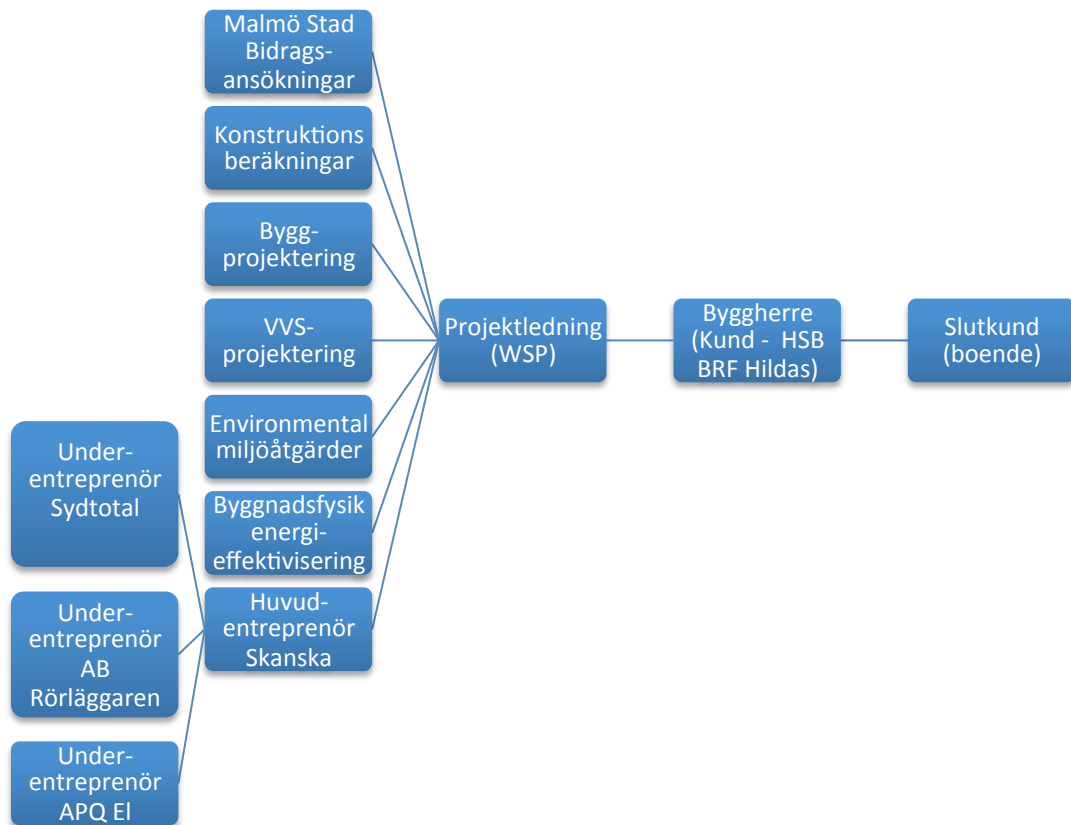 Malmö Stad
Bidrags-
ansökningar
Konstruktions
beräkningar
Bygg-
projektering
VVS-
projektering
Environmental
miljöåtgärder
Byggnadsfysik
energi-
effektivisering
Huvud-
entreprenör
Skanska
Under-
entreprenör
Sydtotal
Under-
entreprenör
AB
Rörläggaren
Under-
entreprenör
APQ El
Projektledning
(WSP)
Byggherre
(Kund - HSB
BRF Hildas)
Slutkund
(boende)